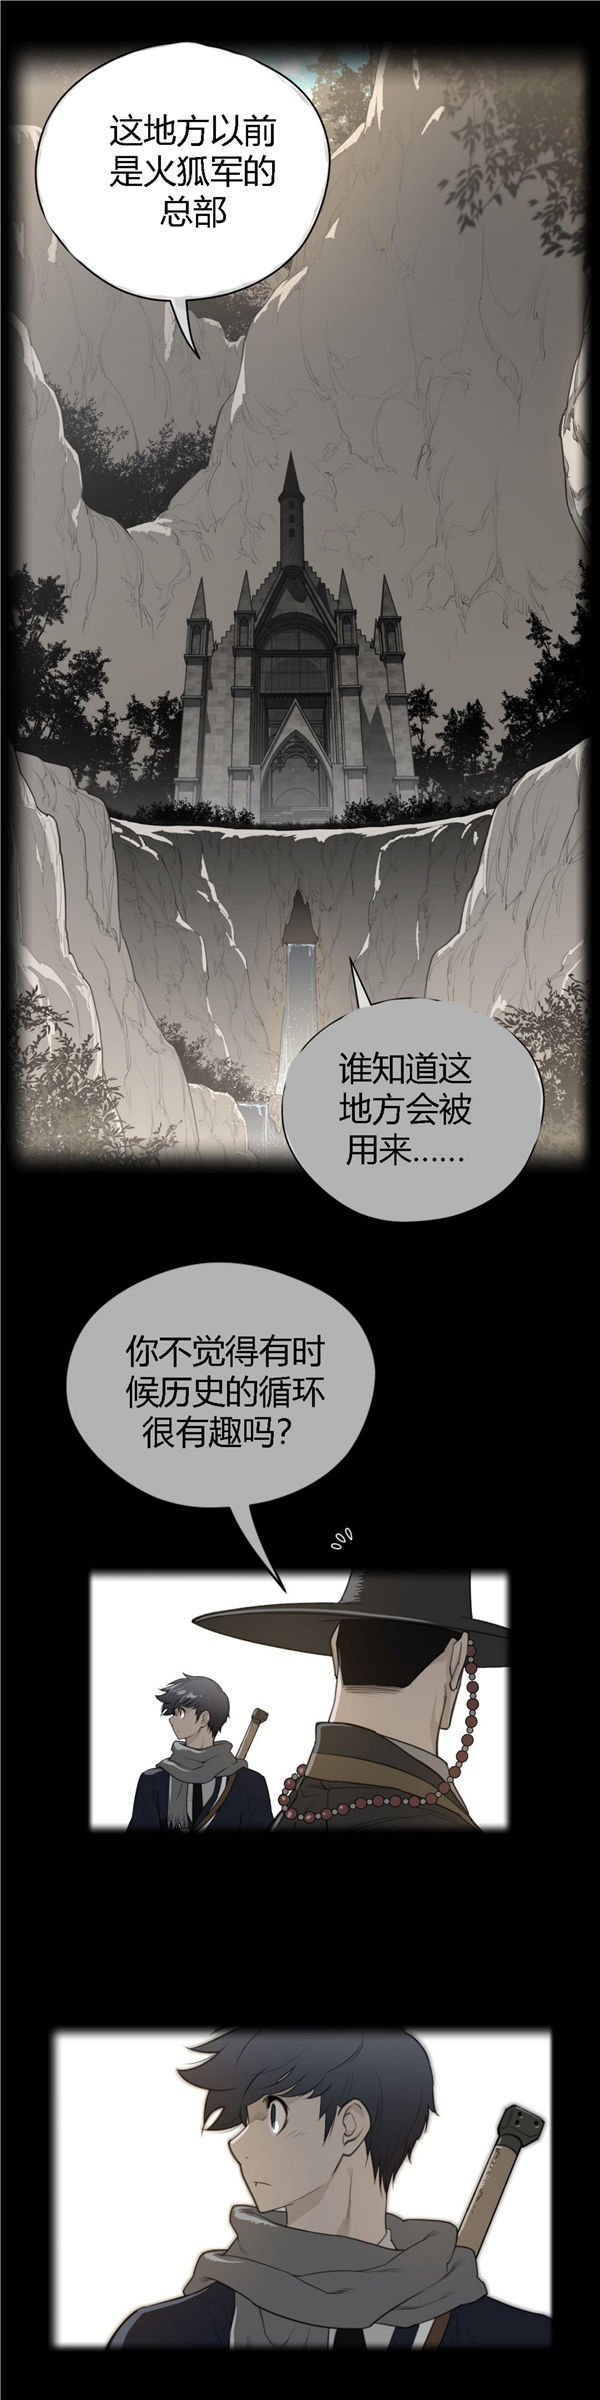 这地方以前
是火狐军的
总部
谁知道这
地方会被
用来……
你不觉得有时
候历史的循环
很有趣吗？